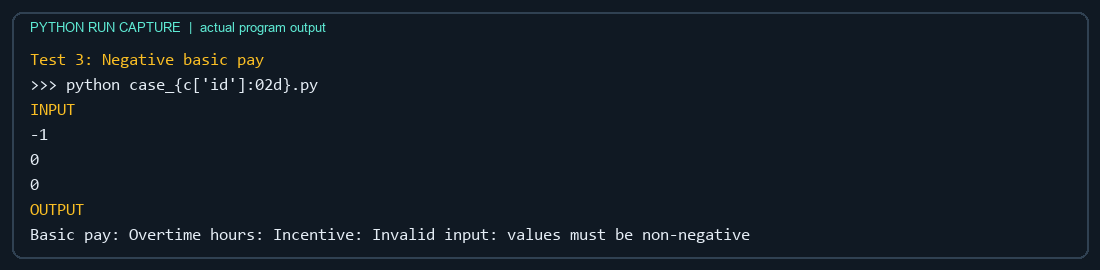 PYTHON RUN CAPTURE | actual program output
Test 3: Negative basic pay
>>> python case_{c['id']:02d}.py
INPUT
-1
0
0
OUTPUT
Basic pay: Overtime hours: Incentive: Invalid input: values must be non-negative